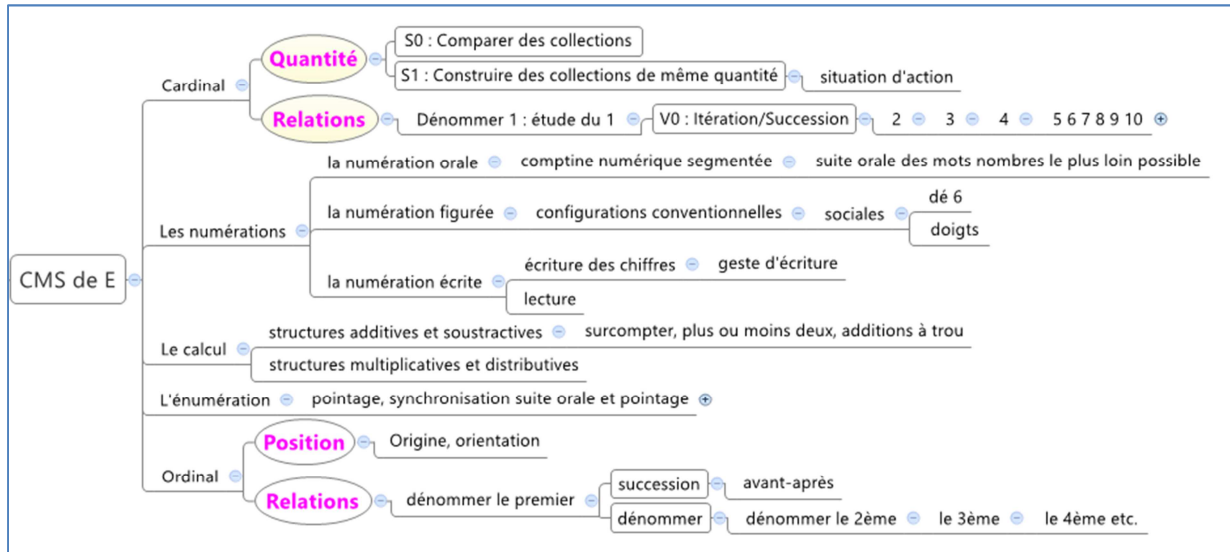 CMS de E
Cardinal
Quantité
S0 : Comparer des collections
S1 : Construire des collections de même quantité
situation d'action
Relations
Dénommer 1 : étude du 1
V0 : Itération/Succession
2
3
4
5 6 7 8 9 10
Les numérations
la numération orale
comptine numérique segmentée
suite orale des mots nombres le plus loin possible
la numération figurée
configurations conventionnelles
sociales
dé 6
doigts
la numération écrite
écriture des chiffres
geste d'écriture
lecture
Le calcul
structures additives et soustractives
surcompter, plus ou moins deux, additions à trou
structures multiplicatives et distributives
L'énumération
pointage, synchronisation suite orale et pointage
Ordinal
Position
Origine, orientation
Relations
dénommer le premier
succession
avant-après
dénommer
dénommer le 2ème
le 3ème
le 4ème etc.